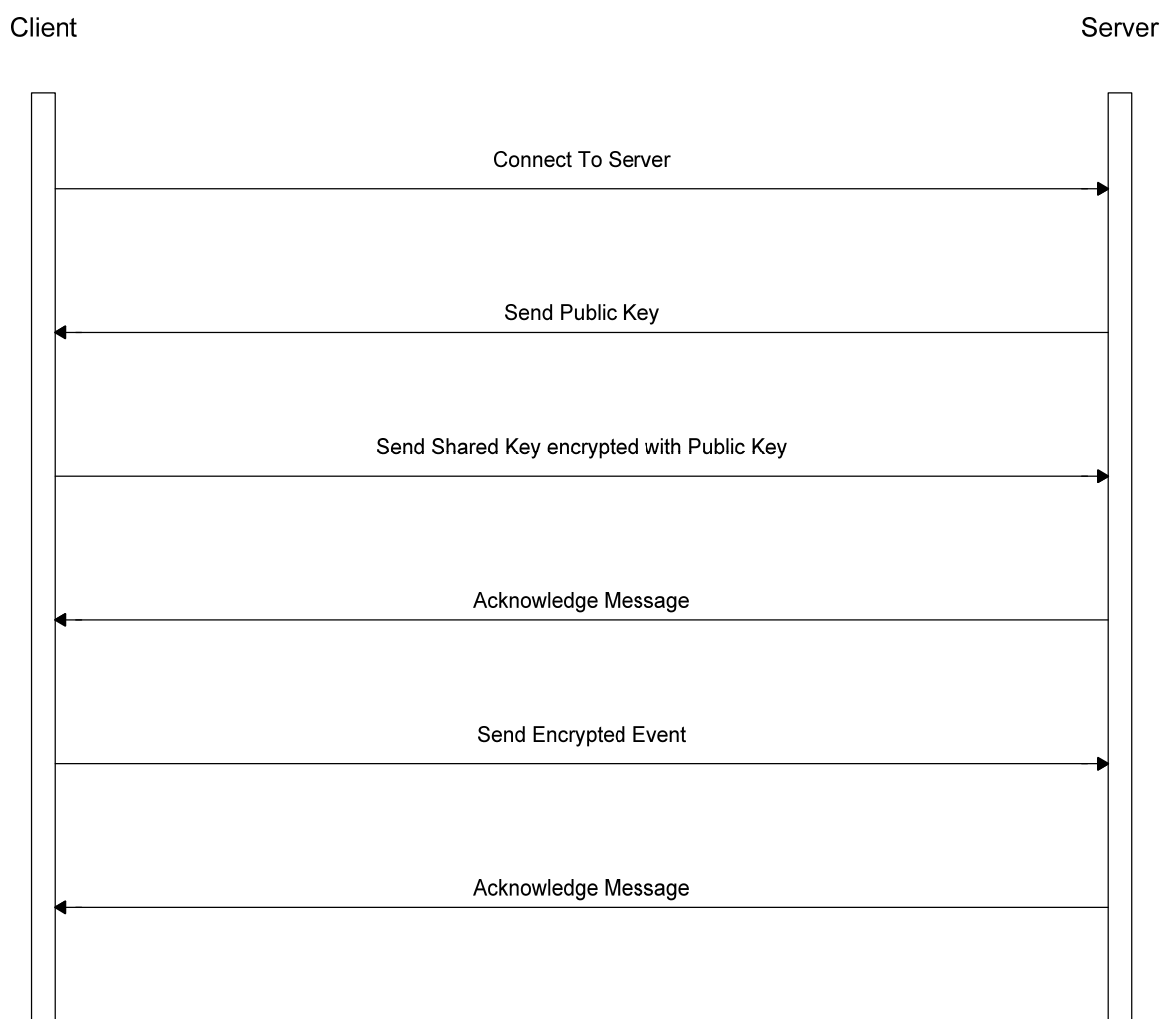 Client
Server
Connect To Server
Send Public Key
Send Shared Key encrypted with Public Key
Acknowledge Message
Send Encrypted Event
Acknowledge Message